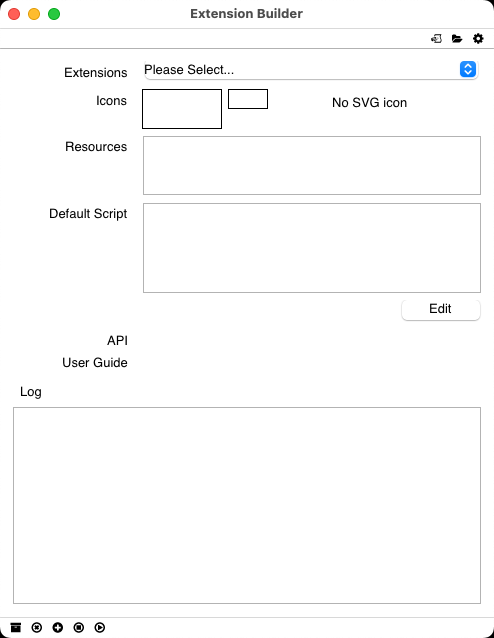 Extension Builder
Extensions
Please Select...
Icons
No SVG icon
Resources
Default Script
Edit
API
User Guide
Log